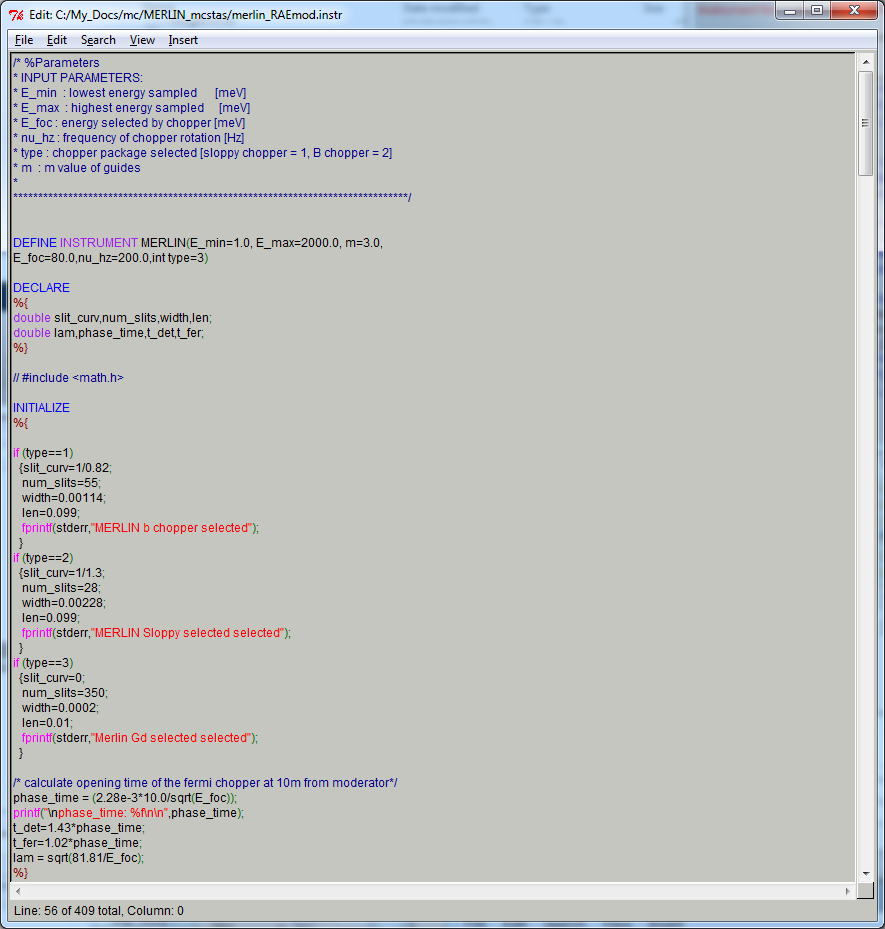 Edit: C:/My_Docs/mc/MERLIN_mcstas/merlin_RAEmod.instr
File Edit Search View Insert
/* %Parameters
* INPUT PARAMETERS:
* E_min : lowest energy sampled [meV]
* E_max : highest energy sampled [meV]
* E_foc : energy selected by chopper [meV]
* nu_hz : frequency of chopper rotation [Hz]
* type : chopper package selected [sloppy chopper = 1, B chopper = 2]
* m : m value of guides
*
*******************************************************************************/
DEFINE INSTRUMENT MERLIN(E_min=1.0, E_max=2000.0, m=3.0,
E_foc=80.0,nu_hz=200.0,int type=3)
DECLARE
%{
double slit_curv,num_slits,width,len;
double lam,phase_time,t_det,t_fer;
%}
// #include <math.h>
INITIALIZE
%{
if (type==1)
{slit_curv=1/0.82;
num_slits=55;
width=0.00114;
len=0.099;
fprintf(stderr,"MERLIN b chopper selected");
}
if (type==2)
{slit_curv=1/1.3;
num_slits=28;
width=0.00228;
len=0.099;
fprintf(stderr,"MERLIN Sloppy selected selected");
}
if (type==3)
{slit_curv=0;
num_slits=350;
width=0.0002;
len=0.01;
fprintf(stderr,"Merlin Gd selected selected");
}
/* calculate opening time of the fermi chopper at 10m from moderator*/
phase_time = (2.28e-3*10.0/sqrt(E_foc));
printf("\nphase_time: %f\n\n",phase_time);
t_det=1.43*phase_time;
t_fer=1.02*phase_time;
lam = sqrt(81.81/E_foc);
%}
Line: 56 of 409 total, Column: 0